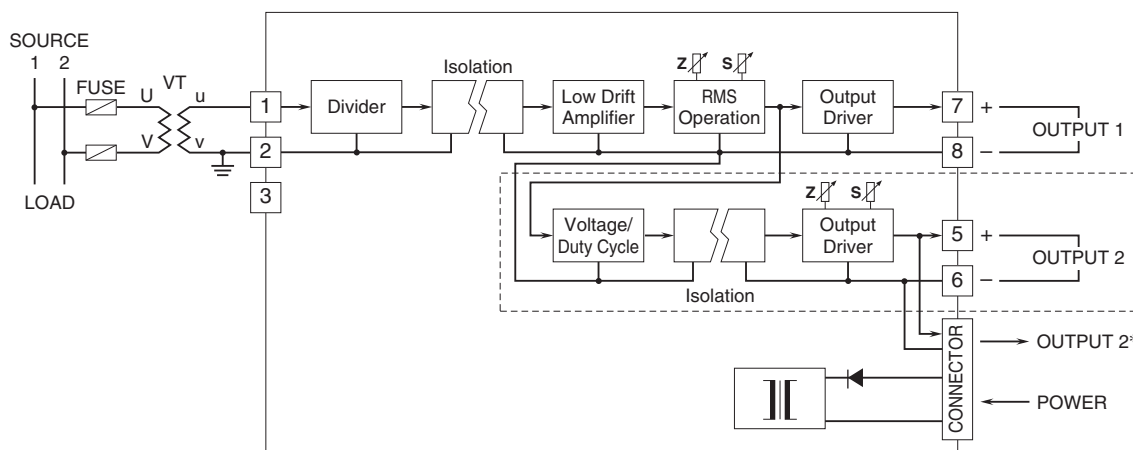 SOURCE
1 2
FUSE
VT
U
u
V
v
LOAD
1
2
3
Divider
Isolation
Low Drift
Amplifier
Z
S
RMS
Operation
Output
Driver
7
+
8
–
OUTPUT 1
Voltage/
Duty Cycle
Isolation
Z
S
Output
Driver
5
+
6
–
OUTPUT 2
CONNECTOR
OUTPUT 2*
POWER